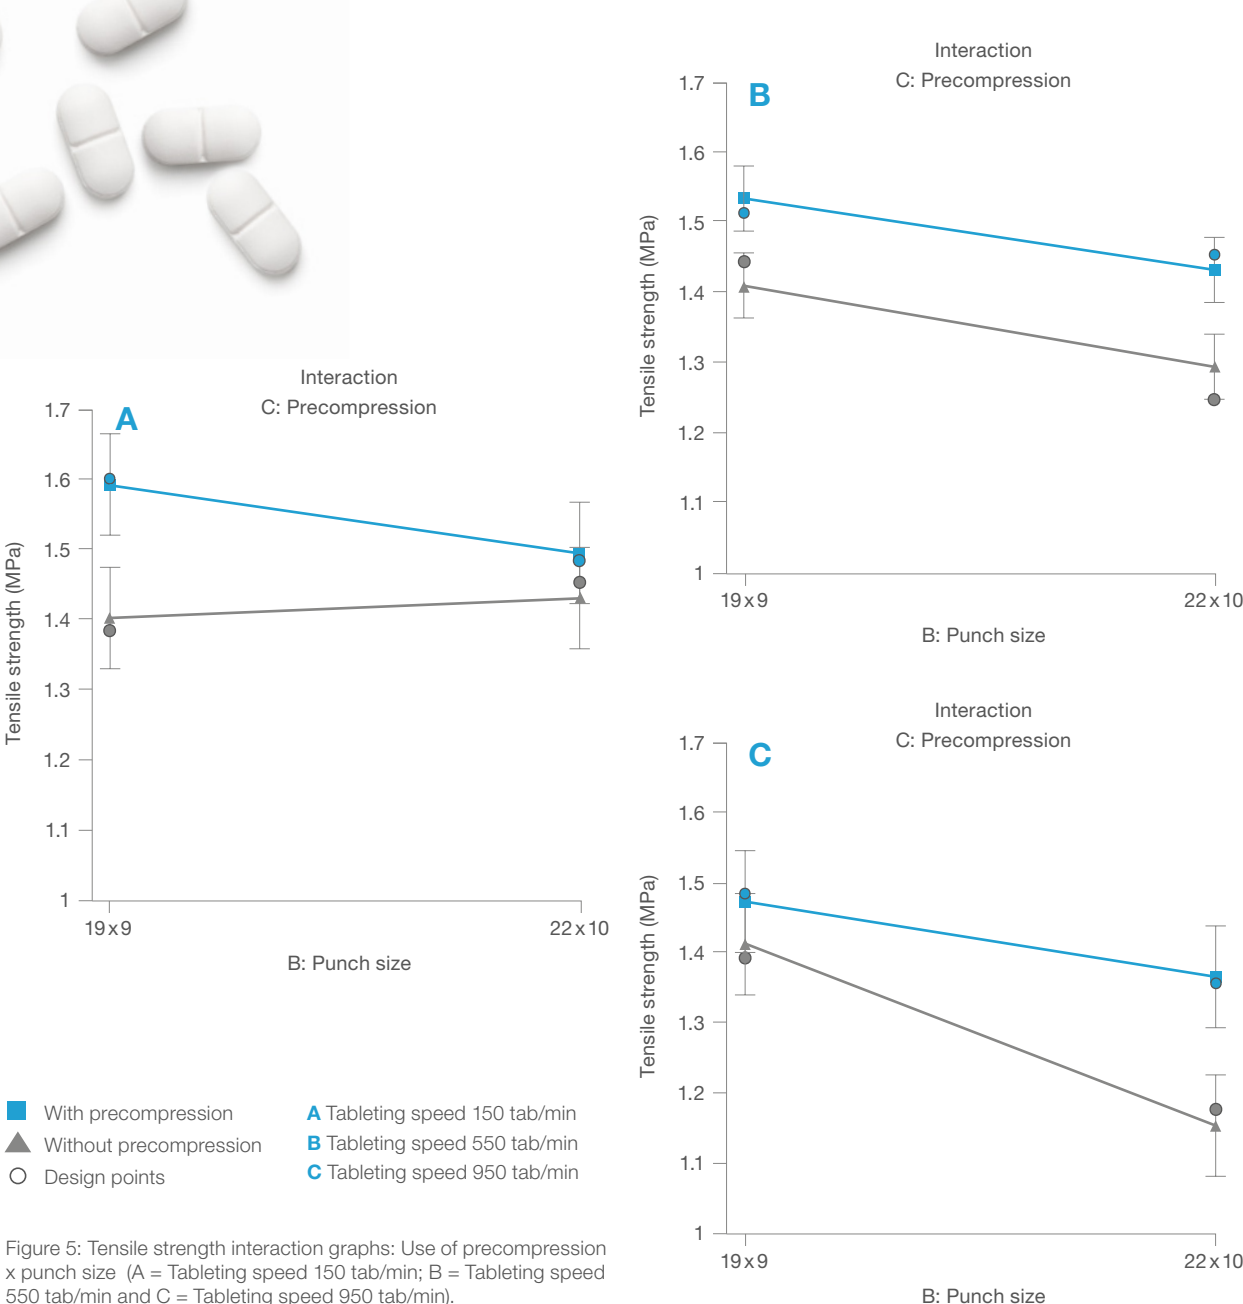 Interaction
C: Precompression
B
1.7
1.6
1.5
1.4
1.3
1.2
1.1
1
Tensile strength (MPa)
19x9
22x10
B: Punch size
Interaction
C: Precompression
A
1.7
1.6
1.5
1.4
1.3
1.2
1.1
1
Tensile strength (MPa)
19x9
22x10
B: Punch size
Interaction
C: Precompression
C
1.7
1.6
1.5
1.4
1.3
1.2
1.1
1
Tensile strength (MPa)
19x9
22x10
B: Punch size
With precompression
Without precompression
Design points
A Tableting speed 150 tab/min
B Tableting speed 550 tab/min
C Tableting speed 950 tab/min
Figure 5: Tensile strength interaction graphs: Use of precompression
x punch size (A = Tableting speed 150 tab/min; B = Tableting speed
550 tab/min and C = Tableting speed 950 tab/min).